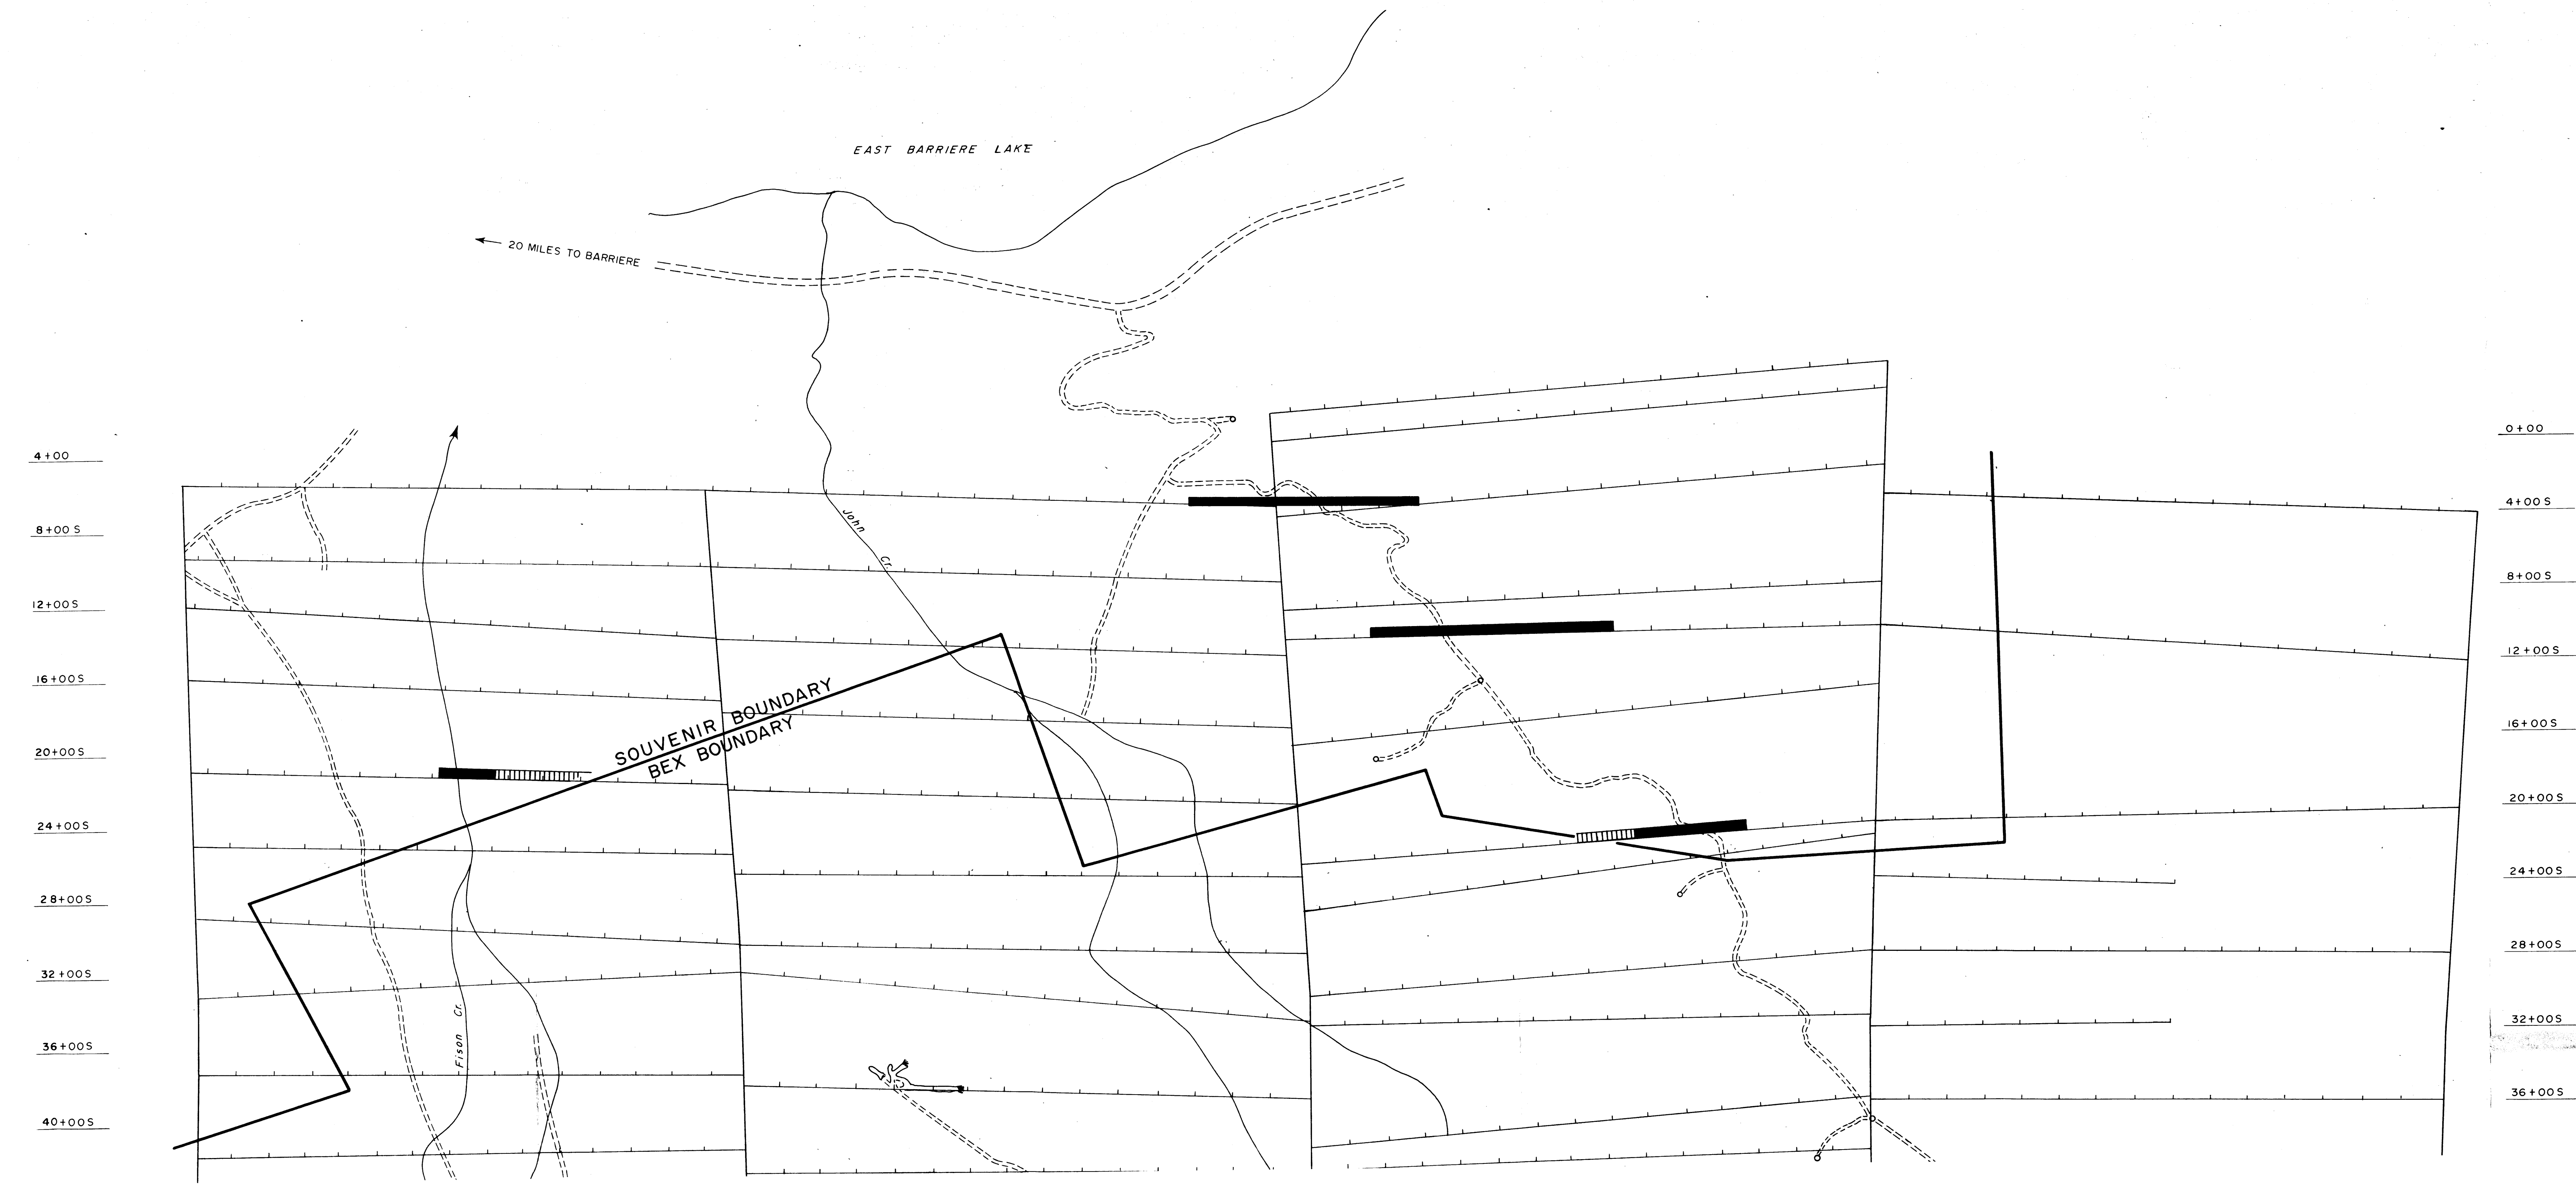 EAST BARRIERE LAKE
20 MILES TO BARRIERE
4+00
8+00 S
12+00S
16+00S
20+00S
24+00S
28+00S
32+00S
36+00S
40+00S
John Cr.
SOUVENIR BOUNDARY
BEX BOUNDARY
Fison Cr.
0+00
4+00S
8+00S
12+00S
16+00S
20+00S
24+00S
28+00S
32+00S
36+00S